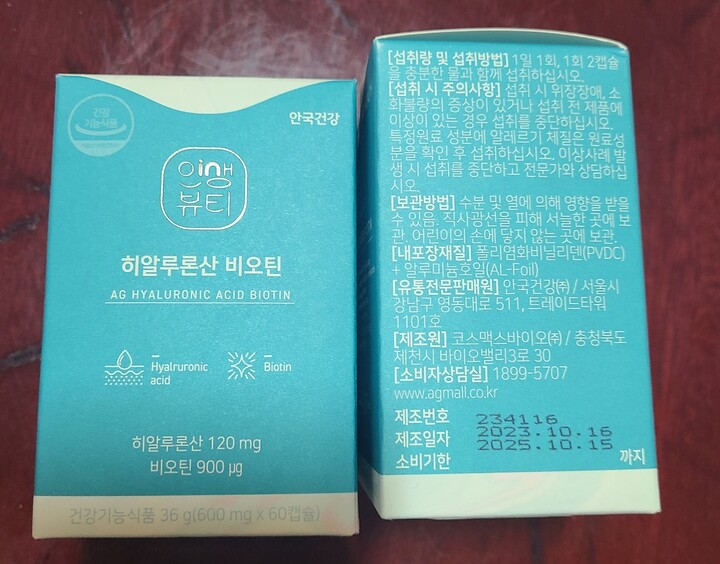 건강
기능식품
안국건강
인in생
뷰티
히알루론산 비오틴
AG HYALURONIC ACID BIOTIN
Hyalruronic
acid
Biotin
히알루론산 120 mg
비오틴 900 μg
건강기능식품 36 g(600 mg x 60캡슐)
[섭취량 및 섭취방법] 1일 1회, 1회 2캡슐
을 충분한 물과 함께 섭취하십시오.
[섭취 시 주의사항] 섭취 시 위장장애, 소
화불량의 증상이 있거나 섭취 전 제품에
이상이 있는 경우 섭취를 중단하십시오.
특정원료 성분에 알레르기 체질은 원료성
분을 확인 후 섭취하십시오. 이상사례 발
생 시 섭취를 중단하고 전문가와 상담하십
시오.
[보관방법] 수분 및 열에 의해 영향을 받을
수 있음. 직사광선을 피해 서늘한 곳에 보
관. 어린이의 손에 닿지 않는 곳에 보관.
[내포장재질] 폴리염화비닐리덴(PVDC)
+ 알루미늄호일(AL-Foil)
[유통전문판매원] 안국건강㈜ / 서울시
강남구 영동대로 511, 트레이드타워
1101호
[제조원] 코스맥스바이오㈜ / 충청북도
제천시 바이오밸리3로 30
[소비자상담실] 1899-5707
www.agmall.co.kr
제조번호 234116
제조일자 2023.10.16
소비기한 2025.10.15 까지